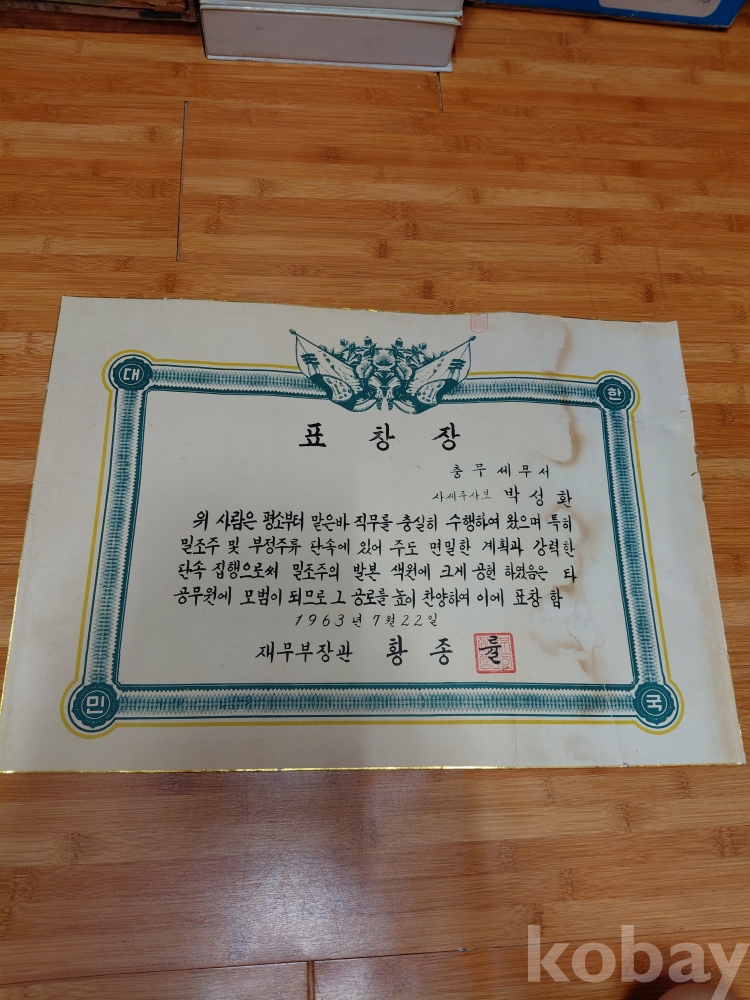 대 한
표 창 장
충무세무서
사세주사보 박성환
위 사람은 평소부터 맡은바 직무를 충실히 수행하여 왔으며 특히
밀조주 및 부정주류 단속에 있어 주도 면밀한 계획과 강력한
단속 집행으로써 밀조주의 발본 색원에 크게 공헌 하였음은 타
공무원에 모범이 되므로 그 공로를 높이 찬양하여 이에 표창 함
1963년 7월 22일
재무부장관 황 종 률
민 국
kobay